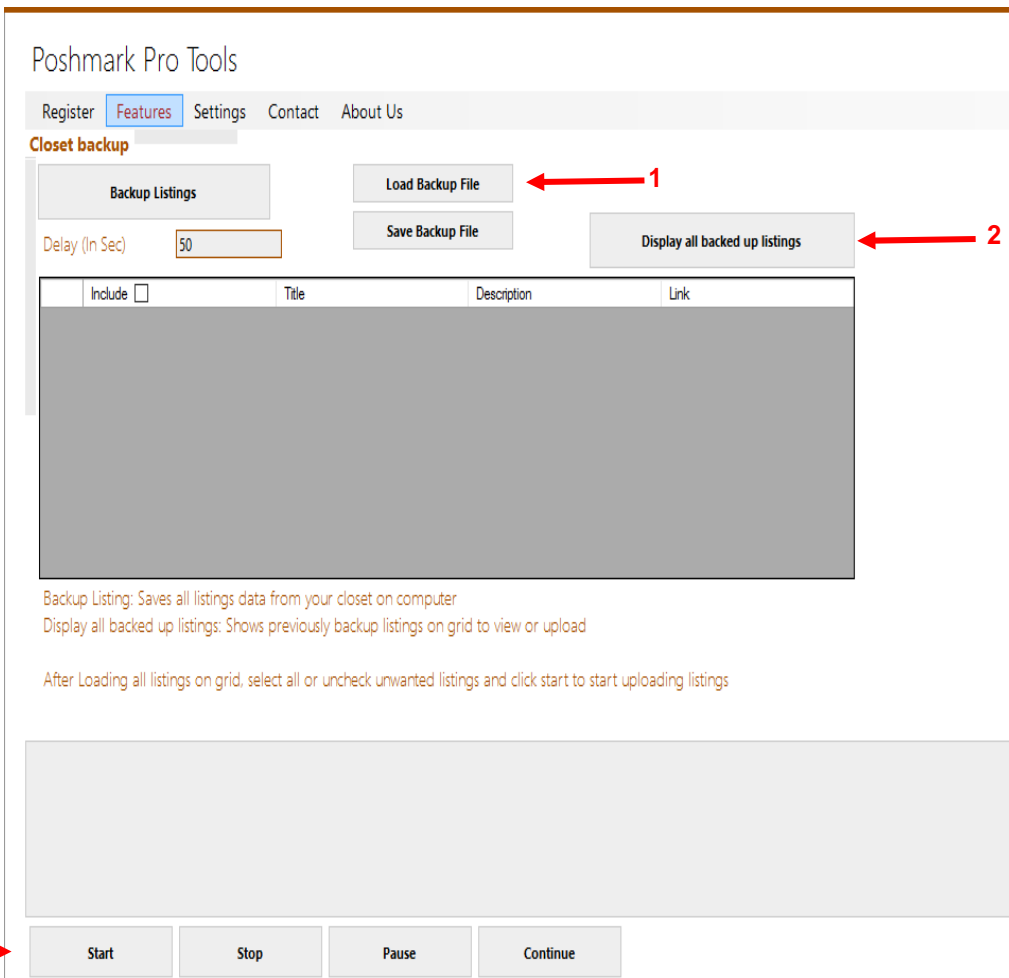 Poshmark Pro Tools
Register Features Settings Contact About Us
Closet backup
Backup Listings
Load Backup File
1
Save Backup File
Display all backed up listings
2
Delay (In Sec)
50
Include Title Description Link
Backup Listing: Saves all listings data from your closet on computer
Display all backed up listings: Shows previously backup listings on grid to view or upload
After Loading all listings on grid, select all or uncheck unwanted listings and click start to start uploading listings
Start Stop Pause Continue